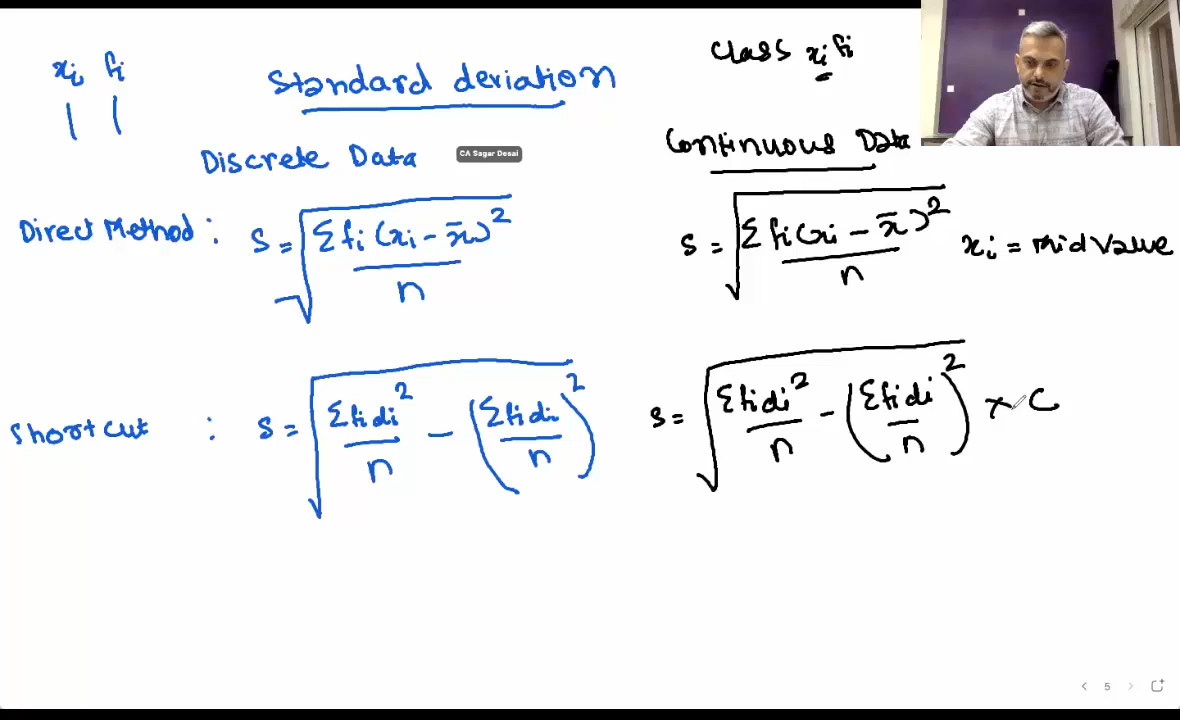 xi fi
Standard deviation
Class xi fi
Discrete Data
CA Sagar Desai
Continuous Data
Direct Method : S = √(Σfi(xi - x̄)²/n)
S = √(Σfi(xi - x̄)²/n) xi = mid value
Short cut : S = √(Σfidi²/n - (Σfidi/n)²)
S = √(Σfidi²/n - (Σfidi/n)²) × C
5